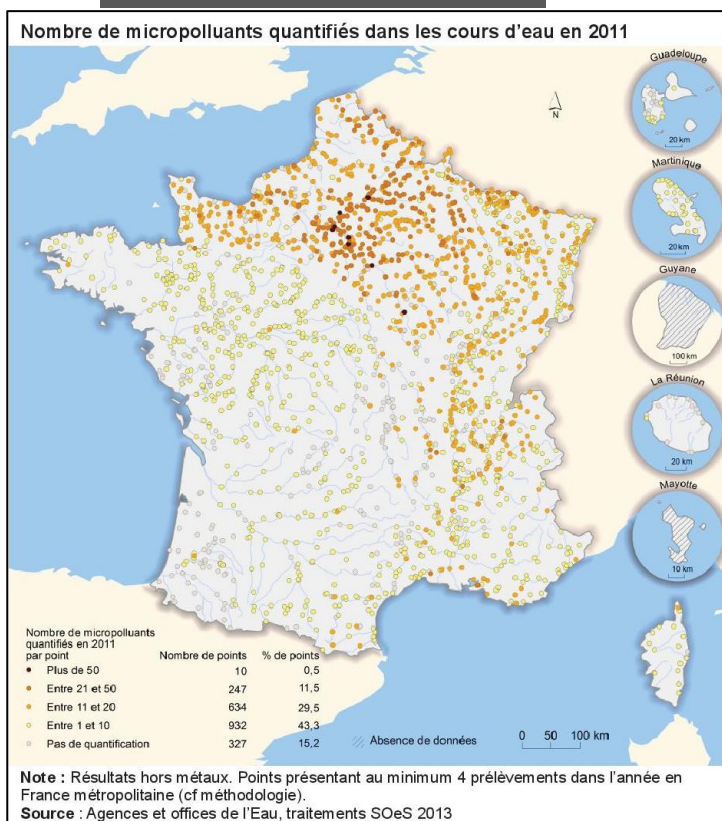 Nombre de micropolluants quantifiés dans les cours d'eau en 2011
Guadeloupe
N
20 km
Martinique
20 km
Guyane
100 km
La Réunion
20 km
Mayotte
10 km
Nombre de micropolluants
quantifiés en 2011
par point Nombre de points % de points
Plus de 50 10 0,5
Entre 21 et 50 247 11,5
Entre 11 et 20 634 29,5
Entre 1 et 10 932 43,3
Pas de quantification 327 15,2
Absence de données
0 50 100 km
Note : Résultats hors métaux. Points présentant au minimum 4 prélèvements dans l'année en
France métropolitaine (cf méthodologie).
Source : Agences et offices de l'Eau, traitements SOeS 2013